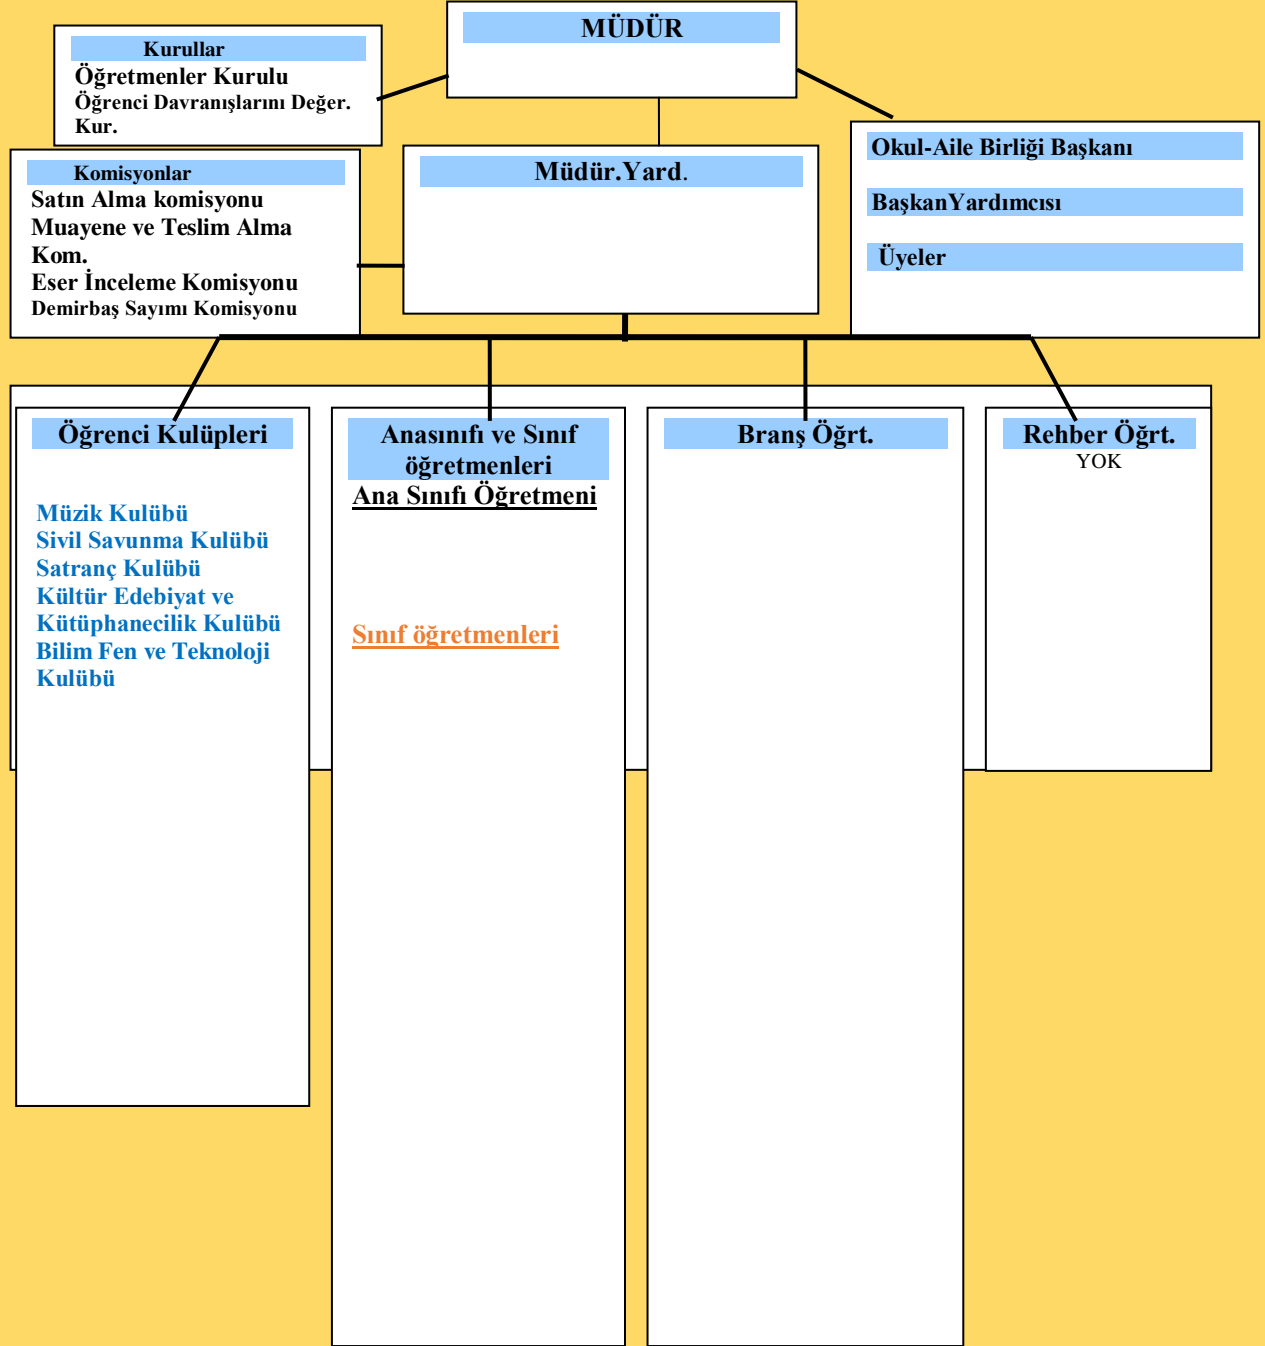 MÜDÜR
Kurullar
Öğretmenler Kurulu
Öğrenci Davranışlarını Değer.
Kur.
Komisyonlar
Satın Alma komisyonu
Muayene ve Teslim Alma
Kom.
Eser İnceleme Komisyonu
Demirbaş Sayımı Komisyonu
Müdür.Yard.
Okul-Aile Birliği Başkanı
BaşkanYardımcısı
Üyeler
Öğrenci Kulüpleri
Müzik Kulübü
Sivil Savunma Kulübü
Satranç Kulübü
Kültür Edebiyat ve
Kütüphanecilik Kulübü
Bilim Fen ve Teknoloji
Kulübü
Anasınıfı ve Sınıf
öğretmenleri
Ana Sınıfı Öğretmeni
Sınıf öğretmenleri
Branş Öğrt.
Rehber Öğrt.
YOK